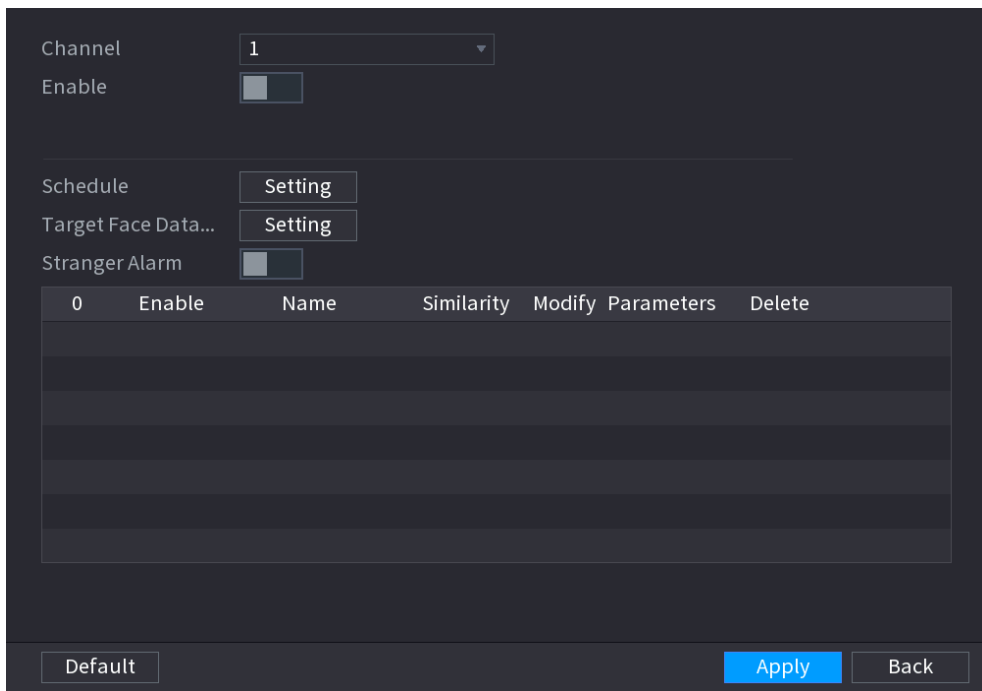 Channel 1
Enable
Schedule Setting
Target Face Data... Setting
Stranger Alarm
0 Enable Name Similarity Modify Parameters Delete
Default Apply Back